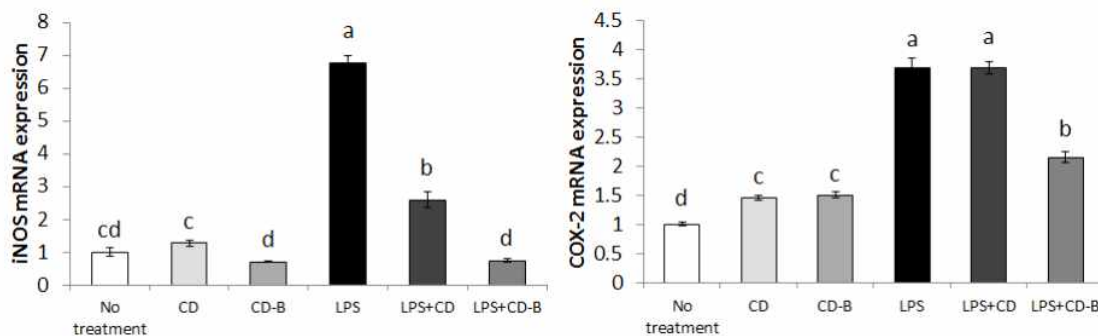 iNOS mRNA expression
8
7
6
5
4
3
2
1
0
cd
c
d
a
b
d
No
treatment
CD
CD-B
LPS
LPS+CD
LPS+CD-B
COX-2 mRNA expression
4.5
4
3.5
3
2.5
2
1.5
1
0.5
0
d
c
c
a
a
b
No
treatment
CD
CD-B
LPS
LPS+CD
LPS+CD-B